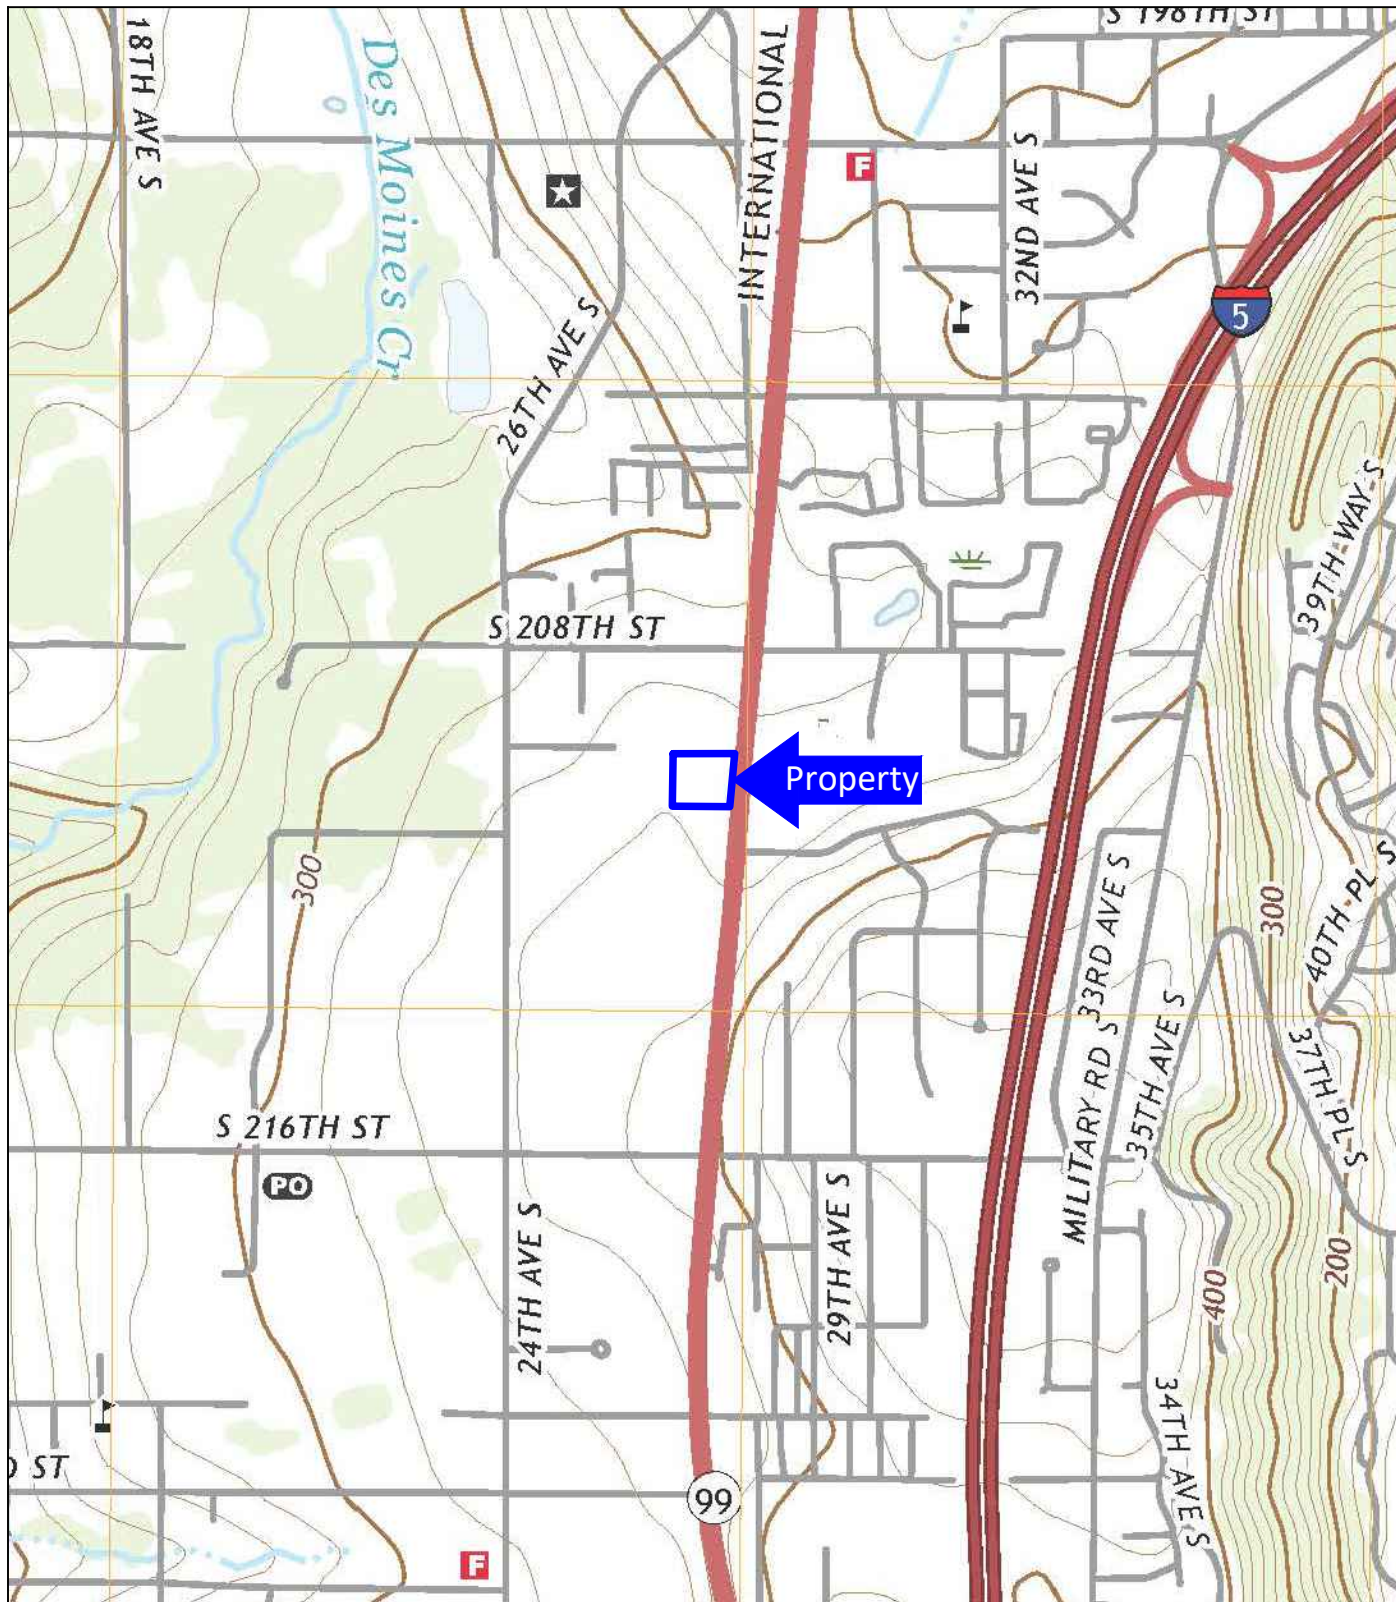 S 198TH ST
18TH AVE S
Des Moines Cr
INTERNATIONAL
F
32ND AVE S
5
26TH AVE S
39TH WAY S
S 208TH ST
Property
300
33RD AVE S
300
40TH PL S
35TH AVE S
37TH PL S
MILITARY RD S
S 216TH ST
PO
24TH AVE S
29TH AVE S
400
200
34TH AVE S
ST
99
F